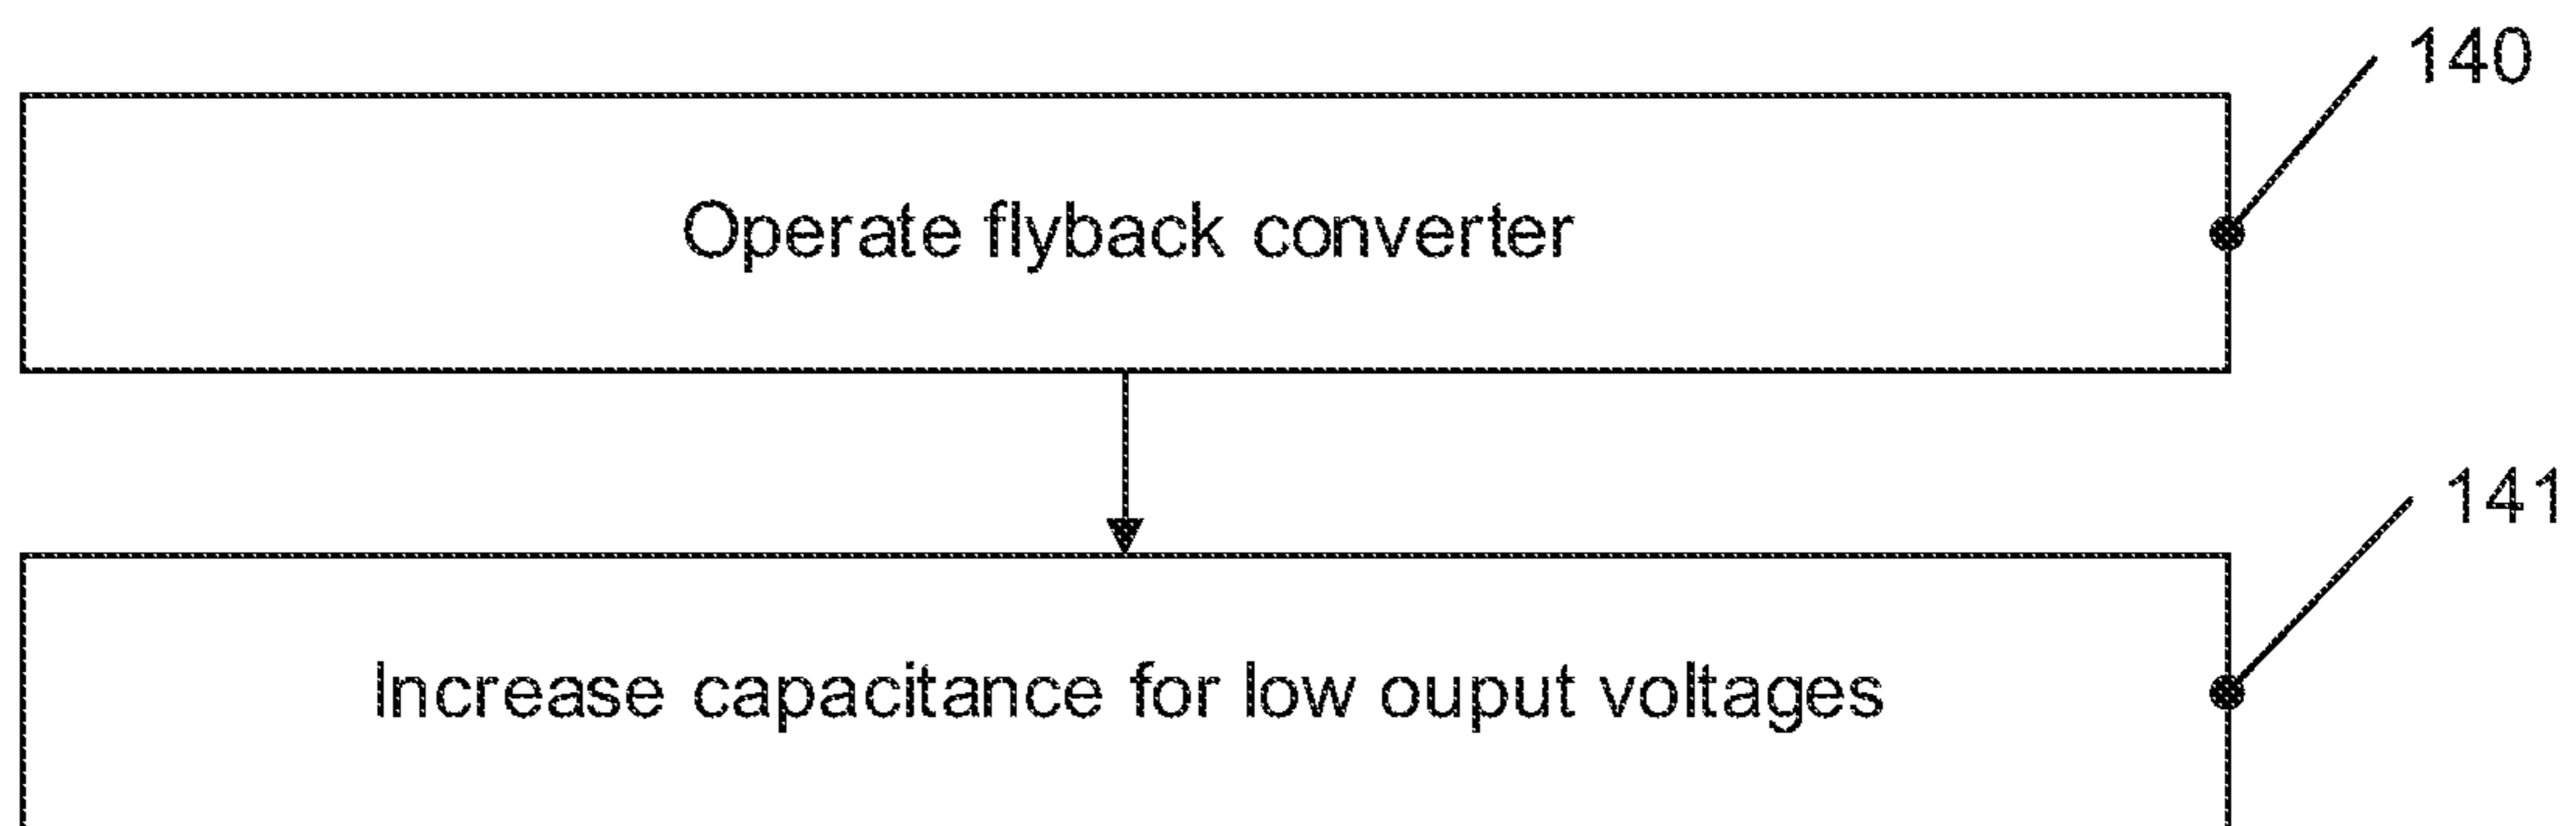 140
Operate flyback converter
141
Increase capacitance for low ouput voltages